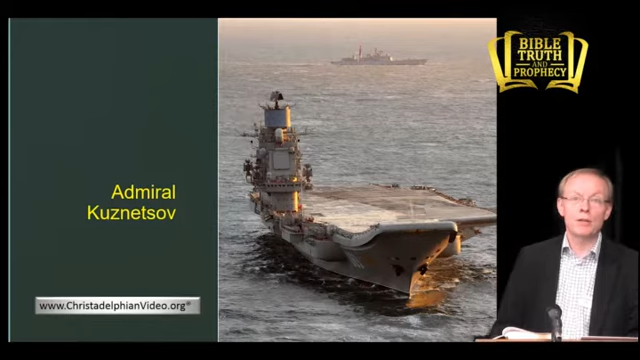 Admiral
Kuznetsov
www.ChristadelphianVideo.org®
BIBLE
TRUTH
AND
PROPHECY